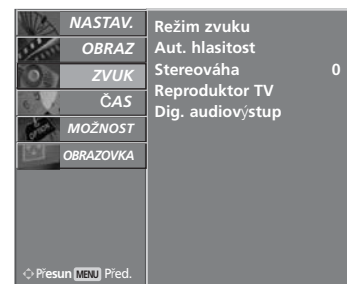 NASTAV.
OBRAZ
ZVUK
ČAS
MOŽNOST
OBRAZOVKA
Přesun MENU Před.
Režim zvuku
Aut. hlasitost
Stereováha 0
Reproduktor TV
Dig. audiovýstup